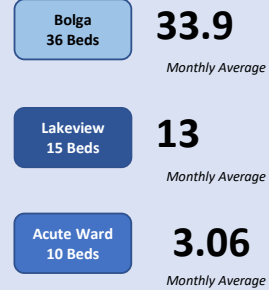 Bolga
36 Beds
33.9
Monthly Average
Lakeview
15 Beds
13
Monthly Average
Acute Ward
10 Beds
3.06
Monthly Average